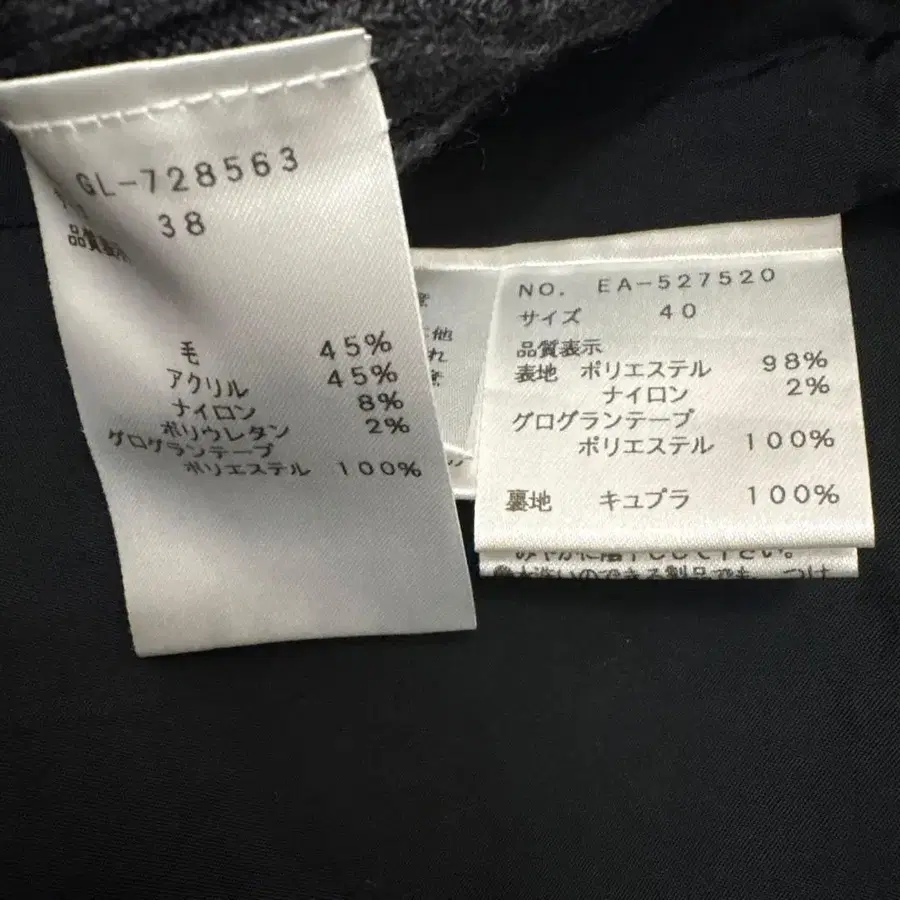 GL-728563
38
品質表示
毛 45%
アクリル 45%
ナイロン 8%
ポリウレタン 2%
グログランテープ
ポリエステル 100%
NO. EA-527520
サイズ 40
品質表示
表地 ポリエステル 98%
ナイロン 2%
グログランテープ
ポリエステル 100%
裏地 キュプラ 100%